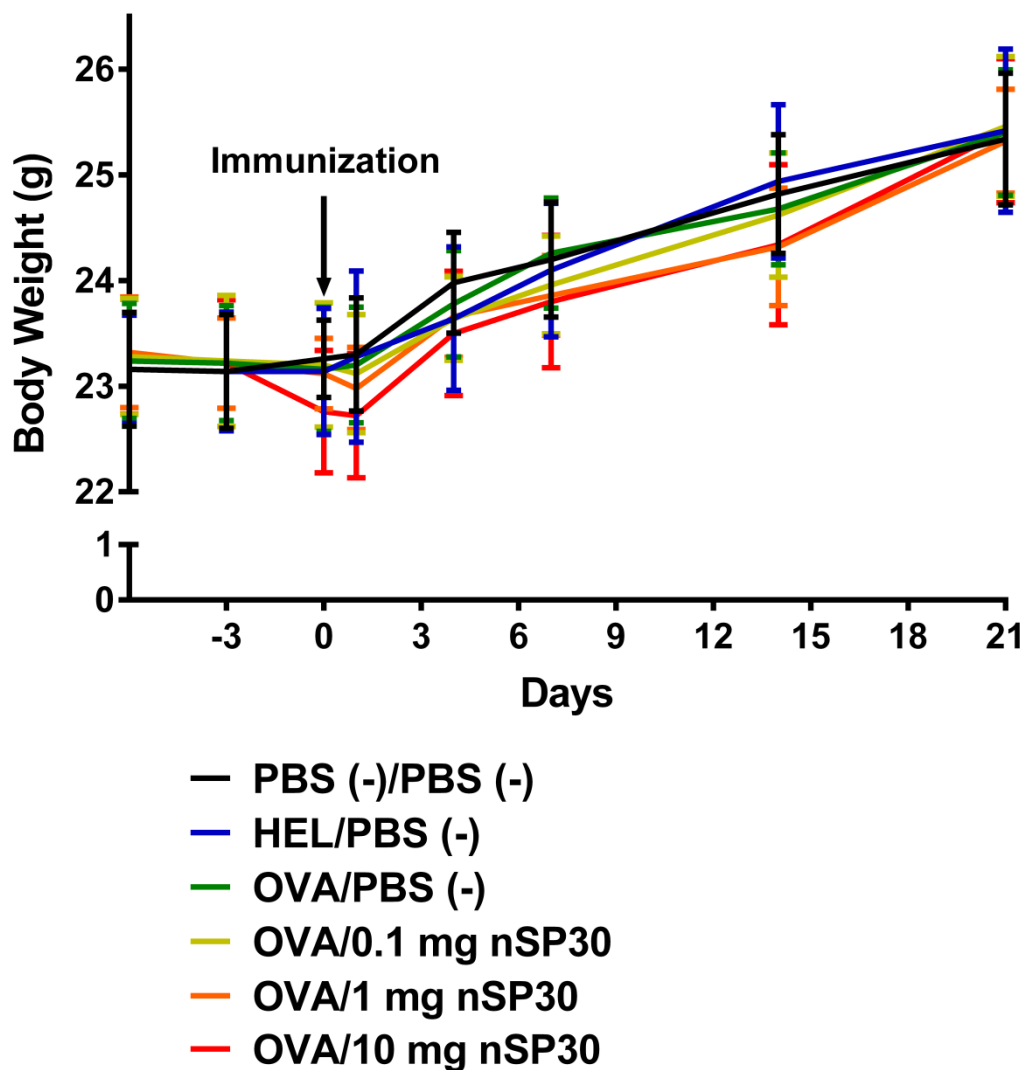 26
Immunization
25
Body Weight (g)
24
23
22
1
0
-3 0 3 6 9 12 15 18 21
Days
PBS (-)/PBS (-)
HEL/PBS (-)
OVA/PBS (-)
OVA/0.1 mg nSP30
OVA/1 mg nSP30
OVA/10 mg nSP30